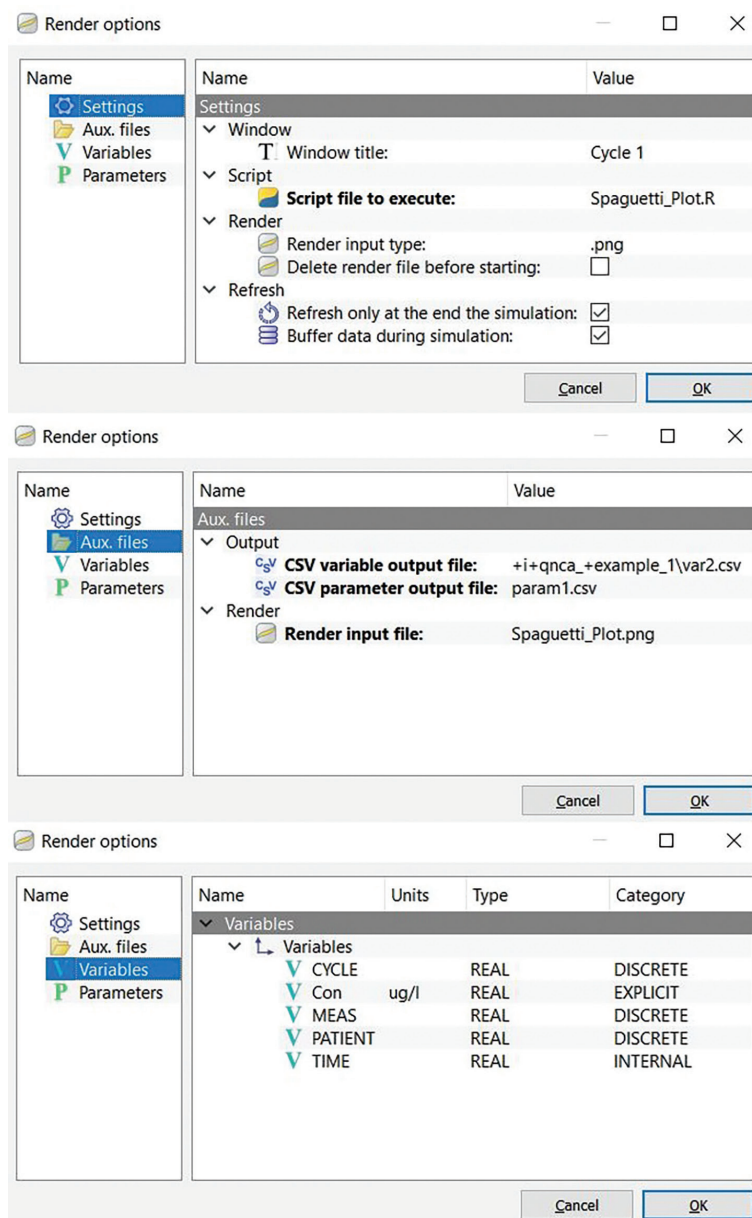 Render options
Name Name Value
Settings Settings
Aux. files Window
Variables T Window title: Cycle 1
Parameters Script
Script file to execute: Spaguetti_Plot.R
Render
Render input type: .png
Delete render file before starting:
Refresh
Refresh only at the end the simulation:
Buffer data during simulation:
Cancel OK
Render options
Name Name Value
Settings Aux. files
Aux. files Output
V Variables CSV CSV variable output file: +i+qnca_+example_1\var2.csv
P Parameters CSV CSV parameter output file: param1.csv
Render
Render input file: Spaguetti_Plot.png
Cancel OK
Render options
Name Name Units Type Category
Settings Variables
Aux. files Variables
V Variables V CYCLE REAL DISCRETE
P Parameters V Con ug/l REAL EXPLICIT
V MEAS REAL DISCRETE
V PATIENT REAL DISCRETE
V TIME REAL INTERNAL
Cancel OK